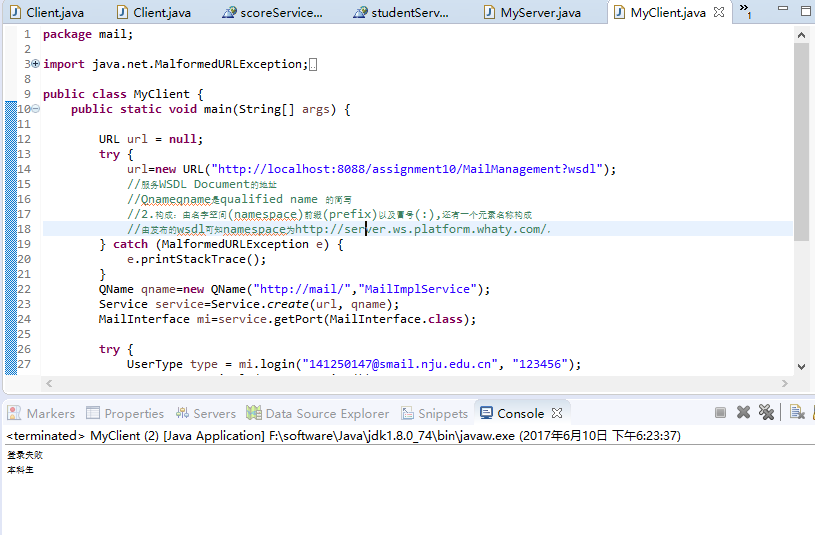 Client.java Client.java scoreService... studentServ... MyServer.java MyClient.java 1
1 package mail;
2
3 import java.net.MalformedURLException;
8
9 public class MyClient {
10 public static void main(String[] args) {
11
12 URL url = null;
13 try {
14 url=new URL("http://localhost:8088/assignment10/MailManagement?wsdl");
15 //服务WSDL Document的地址
16 //Qnameqname是qualified name 的简写
17 //2.构成：由名字空间(namespace)前缀(prefix)以及冒号(:),还有一个元素名称构成
18 //由发布的wsdl可知namespace为http://server.ws.platform.whaty.com/.
19 } catch (MalformedURLException e) {
20 e.printStackTrace();
21 }
22 QName qname=new QName("http://mail/","MailImplService");
23 Service service=Service.create(url, qname);
24 MailInterface mi=service.getPort(MailInterface.class);
25
26 try {
27 UserType type = mi.login("141250147@smail.nju.edu.cn", "123456");
Markers Properties Servers Data Source Explorer Snippets Console
<terminated> MyClient (2) [Java Application] F:\software\Java\jdk1.8.0_74\bin\javaw.exe (2017年6月10日 下午6:23:37)
登录失败
本科生